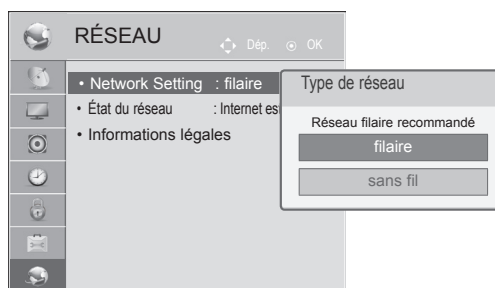 RÉSEAU
Dép. OK
• Network Setting : filaire
• État du réseau : Internet es
• Informations légales
Type de réseau
Réseau filaire recommandé
filaire
sans fil